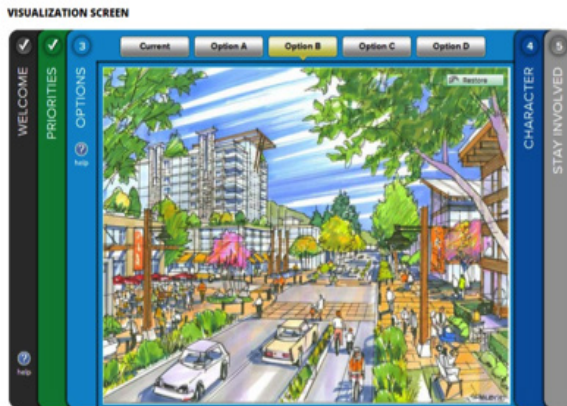 VISUALIZATION SCREEN
WELCOME
help
PRIORITIES
3
OPTIONS
help
Current
Option A
Option B
Option C
Option D
Restore
4
CHARACTER
5
STAY INVOLVED